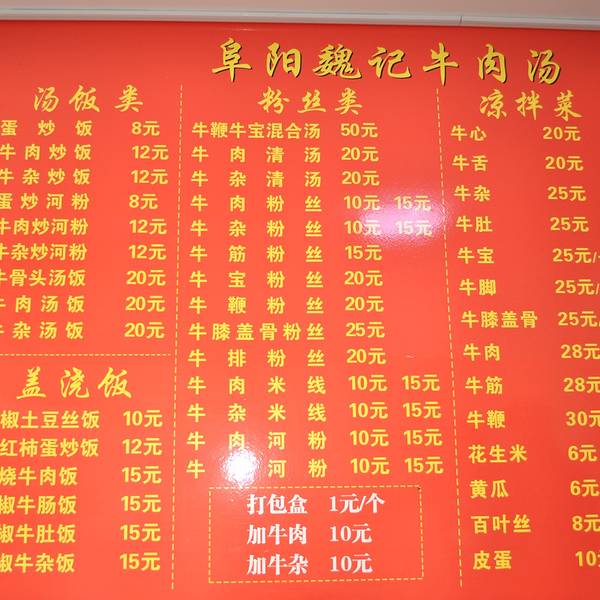 阜阳魏记牛肉汤
汤饭类
蛋炒饭 8元
牛肉炒饭 12元
牛杂炒饭 12元
蛋炒河粉 8元
牛肉炒河粉 12元
牛杂炒河粉 12元
牛骨头汤饭 20元
牛肉汤饭 20元
牛杂汤饭 20元
盖浇饭
椒土豆丝饭 10元
红柿蛋炒饭 12元
烧牛肉饭 15元
椒牛肠饭 15元
椒牛肚饭 15元
椒牛杂饭 15元
粉丝类
牛鞭牛宝混合汤 50元
牛肉清汤 20元
牛杂清汤 20元
牛肉粉丝 10元 15元
牛杂粉丝 10元 15元
牛筋粉丝 15元
牛宝粉丝 20元
牛鞭粉丝 20元
牛膝盖骨粉丝 25元
牛排粉丝 20元
牛肉米线 10元 15元
牛杂米线 10元 15元
牛肉河粉 10元 15元
牛河粉 10元 15元
打包盒 1元/个
加牛肉 10元
加牛杂 10元
凉拌菜
牛心 20元
牛舌 20元
牛杂 25元
牛肚 25元
牛宝 25元/
牛脚 25元/
牛膝盖骨 25元/
牛肉 28元
牛筋 28元
牛鞭 30元
花生米 6元
黄瓜 6元
百叶丝 8元
皮蛋 10元